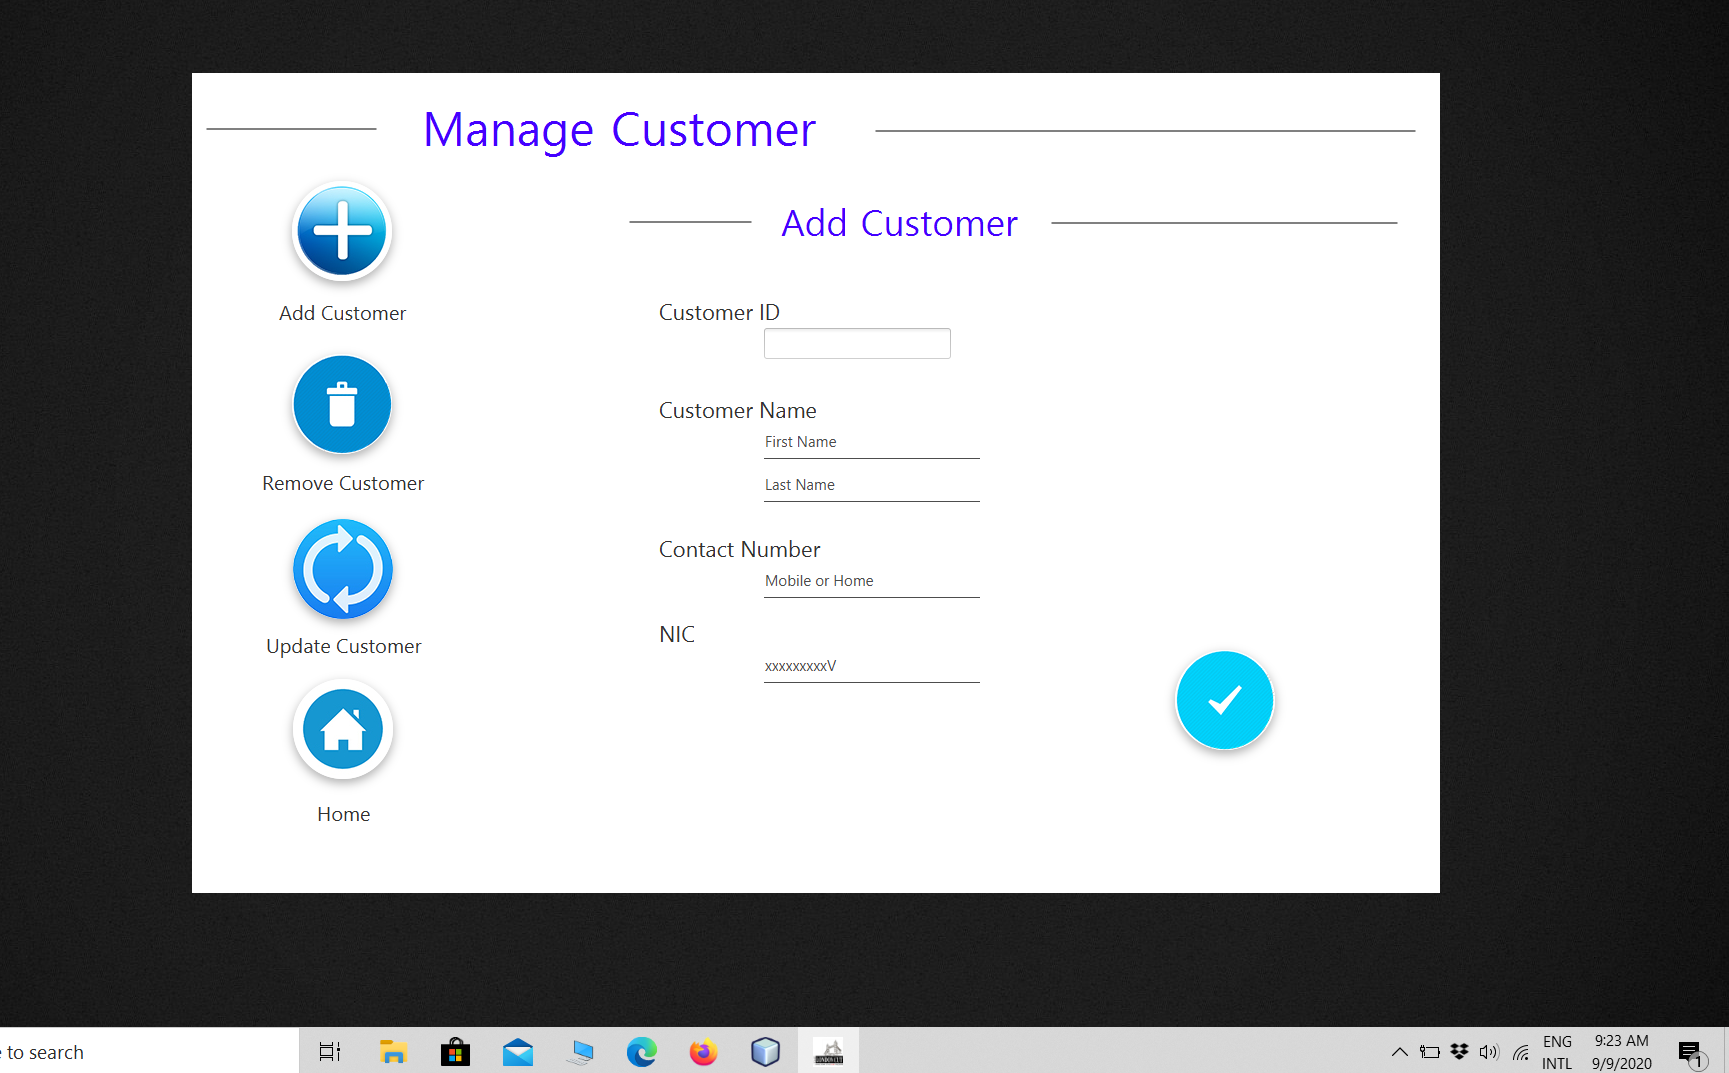 Manage Customer
Add Customer
Add Customer
Customer ID
Remove Customer
Customer Name
First Name
Last Name
Update Customer
Contact Number
Mobile or Home
NIC
xxxxxxxxxV
Home
to search
ENG
INTL
9:23 AM
9/9/2020
1